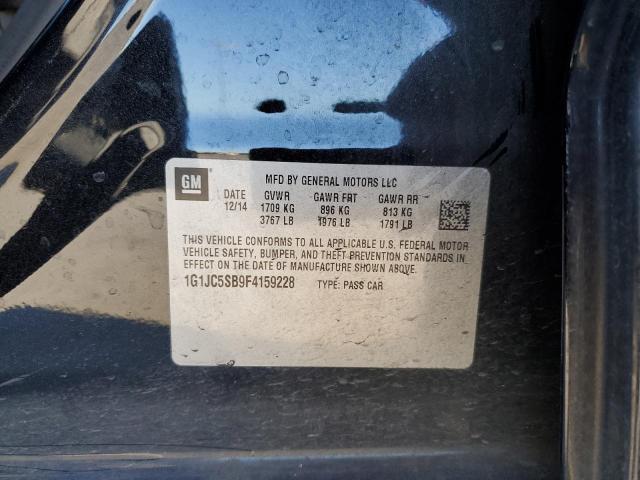 GM
MFD BY GENERAL MOTORS LLC
DATE GVWR GAWR FRT GAWR RR
12/14 1709 KG 896 KG 813 KG
3767 LB 1976 LB 1791 LB
THIS VEHICLE CONFORMS TO ALL APPLICABLE U.S. FEDERAL MOTOR
VEHICLE SAFETY, BUMPER, AND THEFT PREVENTION STANDARDS IN
EFFECT ON THE DATE OF MANUFACTURE SHOWN ABOVE.
1G1JC5SB9F4159228 TYPE: PASS CAR